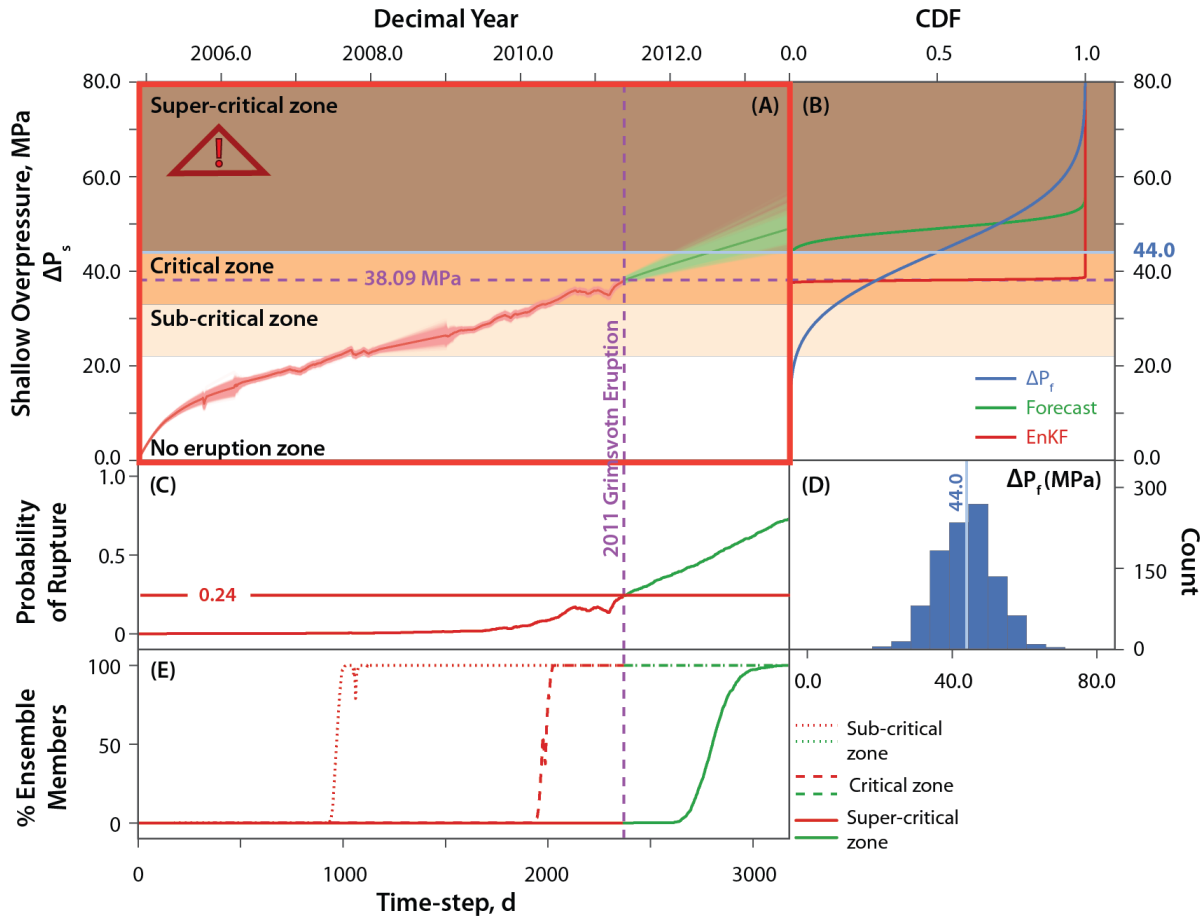 Decimal Year
CDF
2006.0 2008.0 2010.0 2012.0 0.0 0.5 1.0
Shallow Overpressure, MPa
ΔPs
80.0
60.0
40.0
20.0
0.0
Super-critical zone
!
(A)
Critical zone
38.09 MPa
Sub-critical zone
No eruption zone
2011 Grimsvotn Eruption
(B)
80.0
60.0
44.0
40.0
20.0
0.0
ΔPf
Forecast
EnKF
Probability
of Rupture
1.0
0.5
0
(C)
0.24
(D)
ΔPf (MPa)
44.0
300
150
0
Count
0.0 40.0 80.0
% Ensemble
Members
100
50
0
(E)
0 1000 2000 3000
Time-step, d
Sub-critical
zone
Critical zone
Super-critical
zone